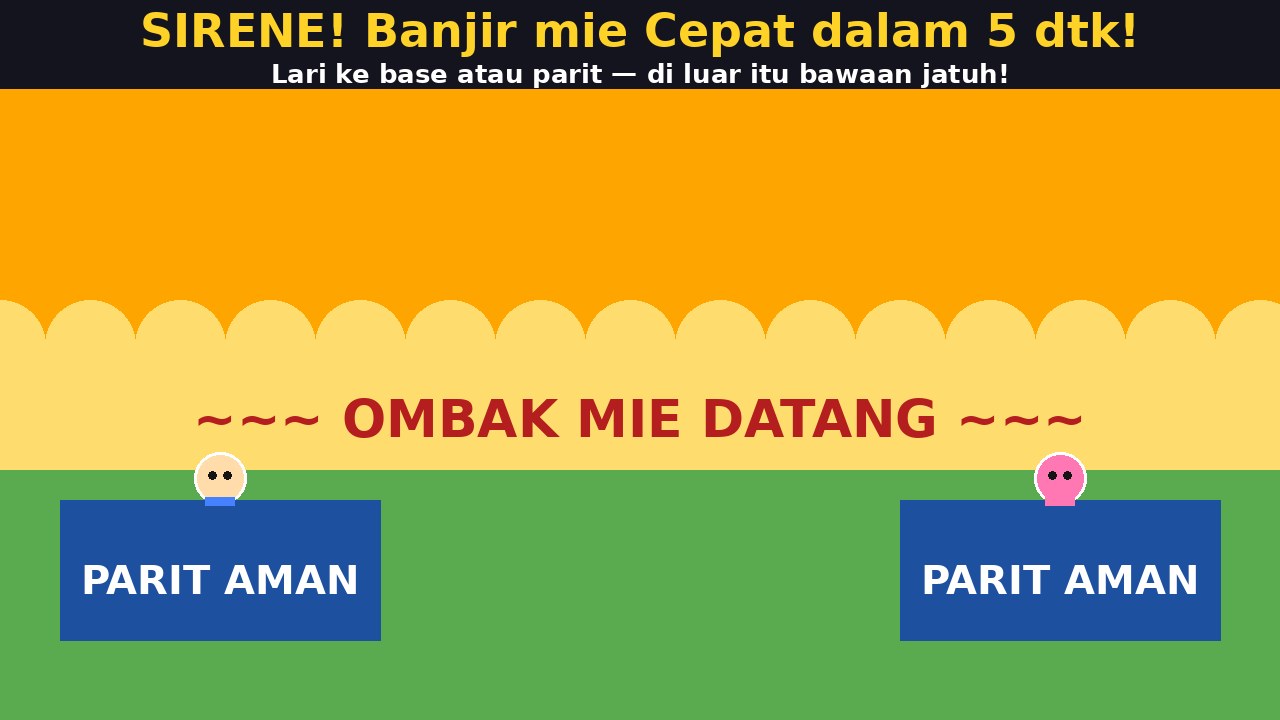 SIRENE! Banjir mie Cepat dalam 5 dtk!
Lari ke base atau parit — di luar itu bawaan jatuh!
~~~ OMBAK MIE DATANG ~~~
PARIT AMAN
PARIT AMAN